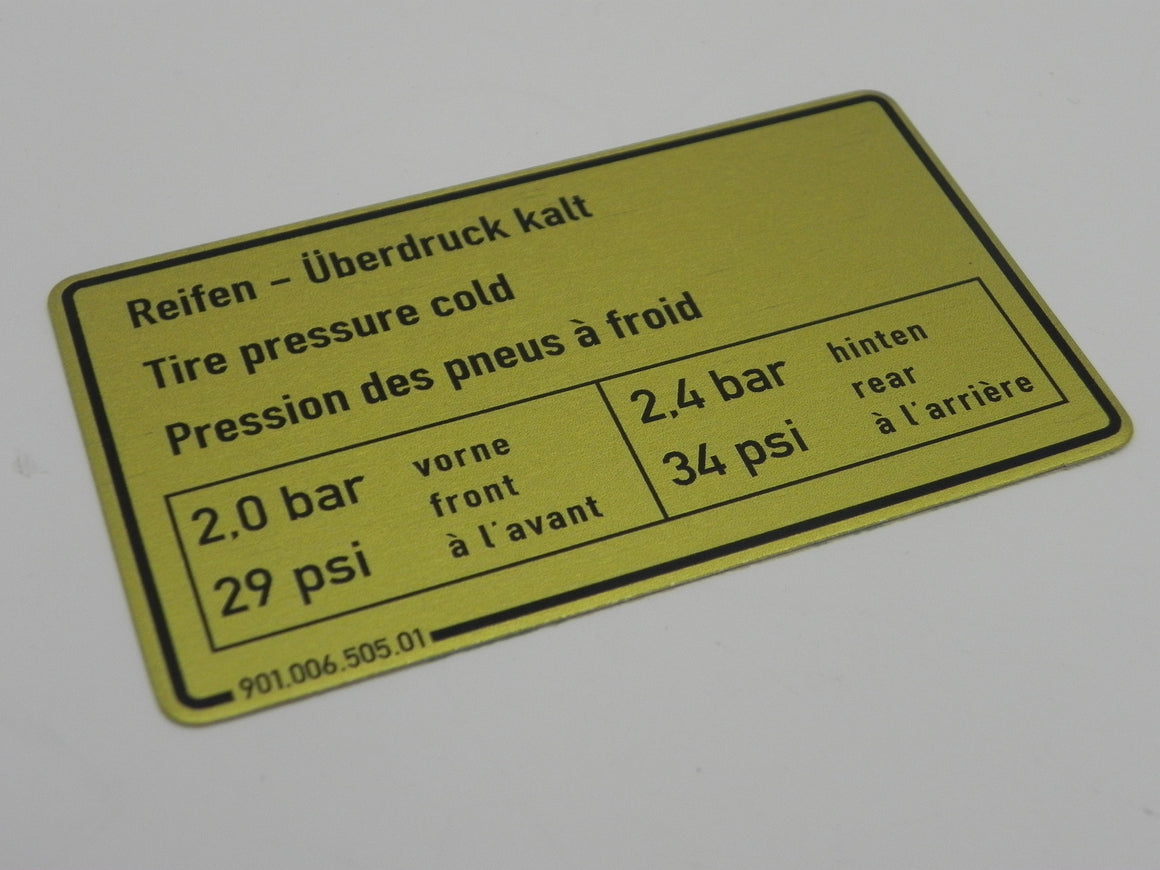 Reifen – Überdruck kalt
Tire pressure cold
Pression des pneus à froid
2,0 bar
29 psi
vorne
front
à l'avant
2,4 bar
34 psi
hinten
rear
à l'arrière
901.006.505.01